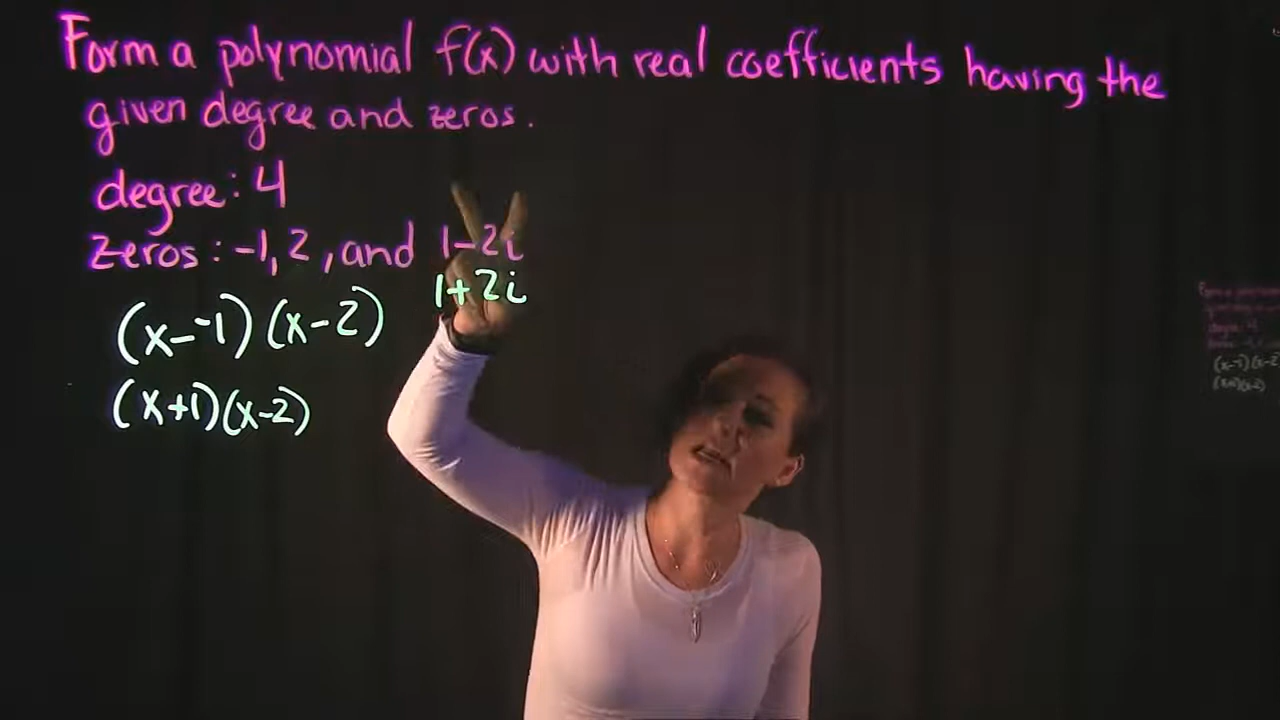 Form a polynomial f(x) with real coefficients having the
given degree and zeros.
degree: 4
zeros: -1, 2, and 1-2i
1+2i
(x--1)(x-2)
(x+1)(x-2)